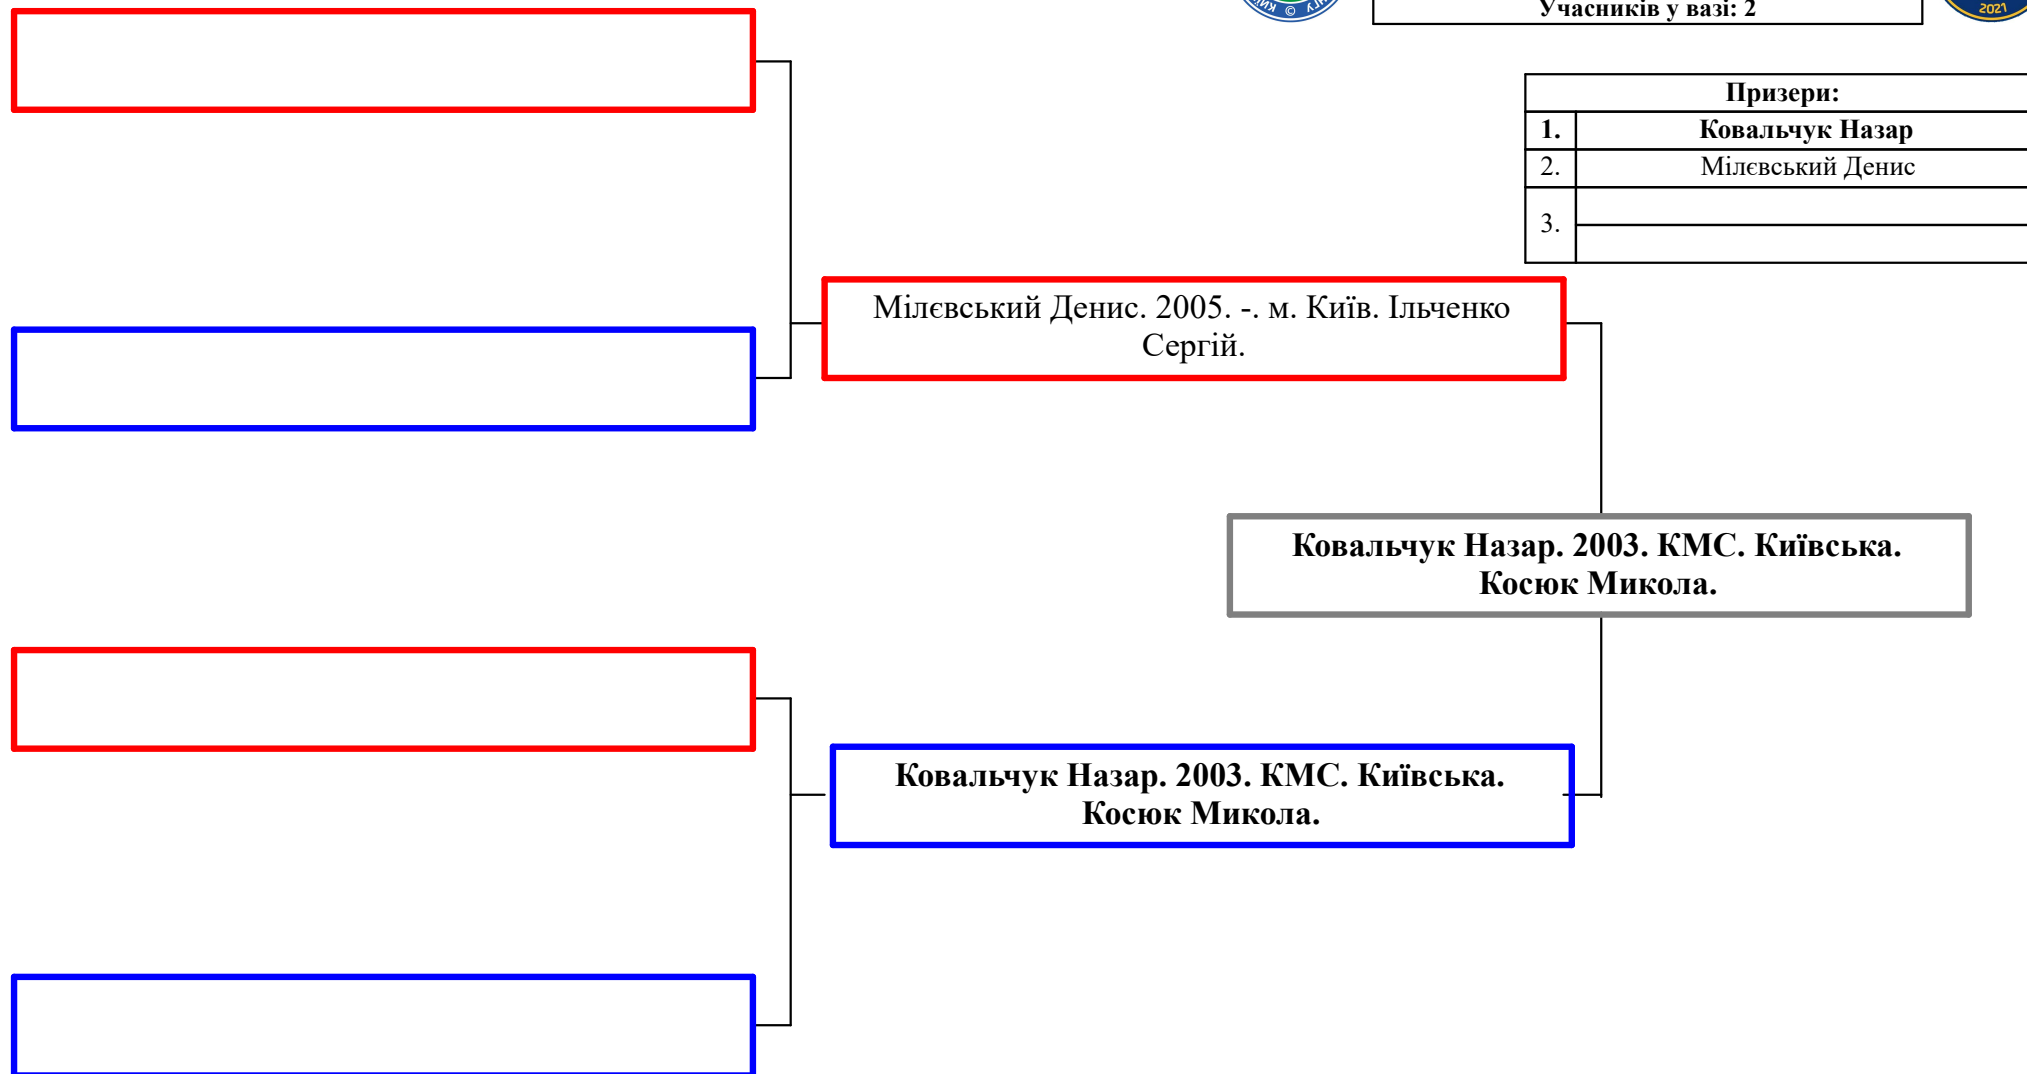 Учасників у вазі: 2
2021
Призери:
1. Ковальчук Назар
2. Мілєвський Денис
3.
Мілєвський Денис. 2005. -. м. Київ. Ільченко
Сергій.
Ковальчук Назар. 2003. КМС. Київська.
Косюк Микола.
Ковальчук Назар. 2003. КМС. Київська.
Косюк Микола.